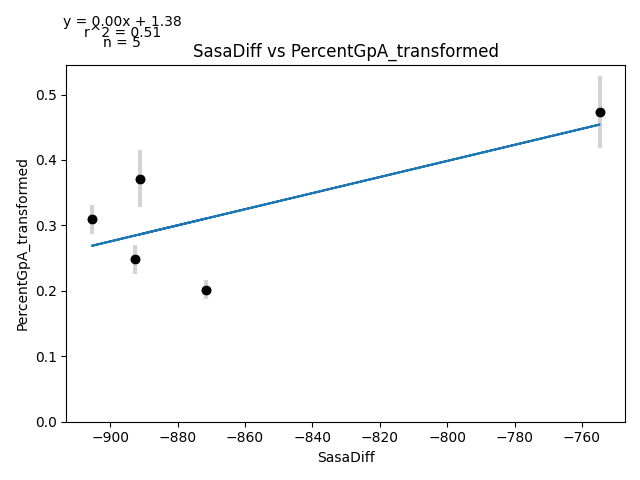 y = 0.00x + 1.38
r^2 = 0.51
n = 5
SasaDiff vs PercentGpA_transformed
PercentGpA_transformed
0.5
0.4
0.3
0.2
0.1
0.0
−900 −880 −860 −840 −820 −800 −780 −760
SasaDiff